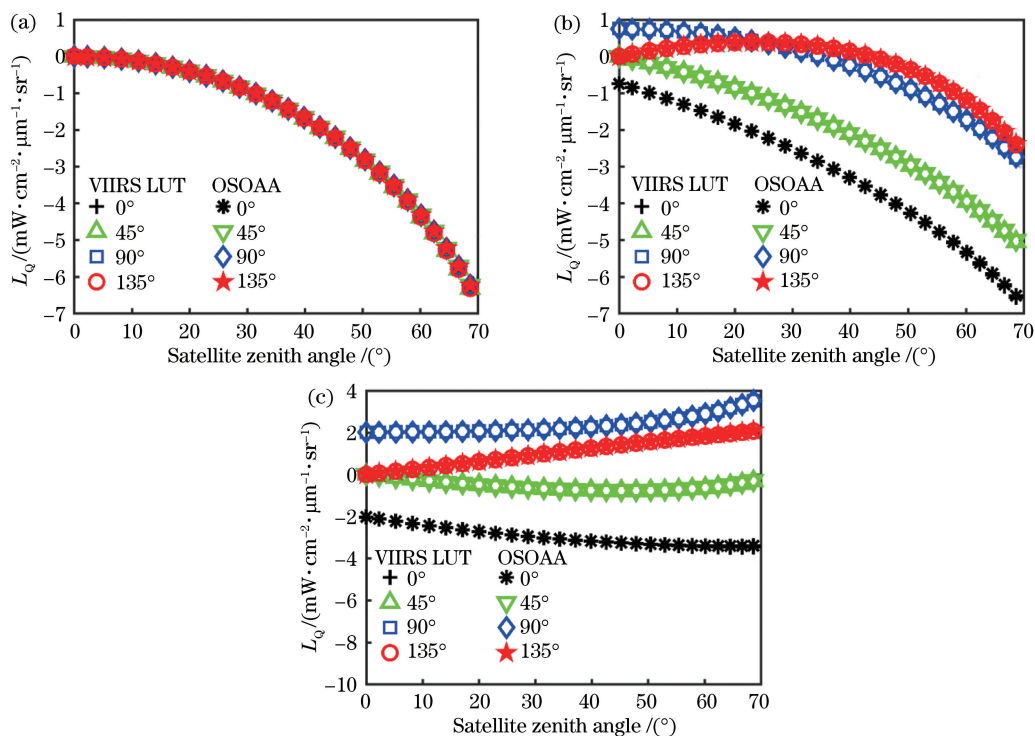 (a)
1
0
−1
−2
−3
−4
−5
−6
−7
L_Q/(mW·cm⁻²·μm⁻¹·sr⁻¹)
VIIRS LUT OSOAA
0° 0°
45° 45°
90° 90°
135° 135°
0 10 20 30 40 50 60 70
Satellite zenith angle /(°)
(b)
1
0
−1
−2
−3
−4
−5
−6
−7
L_Q/(mW·cm⁻²·μm⁻¹·sr⁻¹)
VIIRS LUT OSOAA
0° 0°
45° 45°
90° 90°
135° 135°
0 10 20 30 40 50 60 70
Satellite zenith angle /(°)
(c)
4
2
0
−2
−4
−6
−8
−10
L_Q/(mW·cm⁻²·μm⁻¹·sr⁻¹)
VIIRS LUT OSOAA
0° 0°
45° 45°
90° 90°
135° 135°
0 10 20 30 40 50 60 70
Satellite zenith angle /(°)